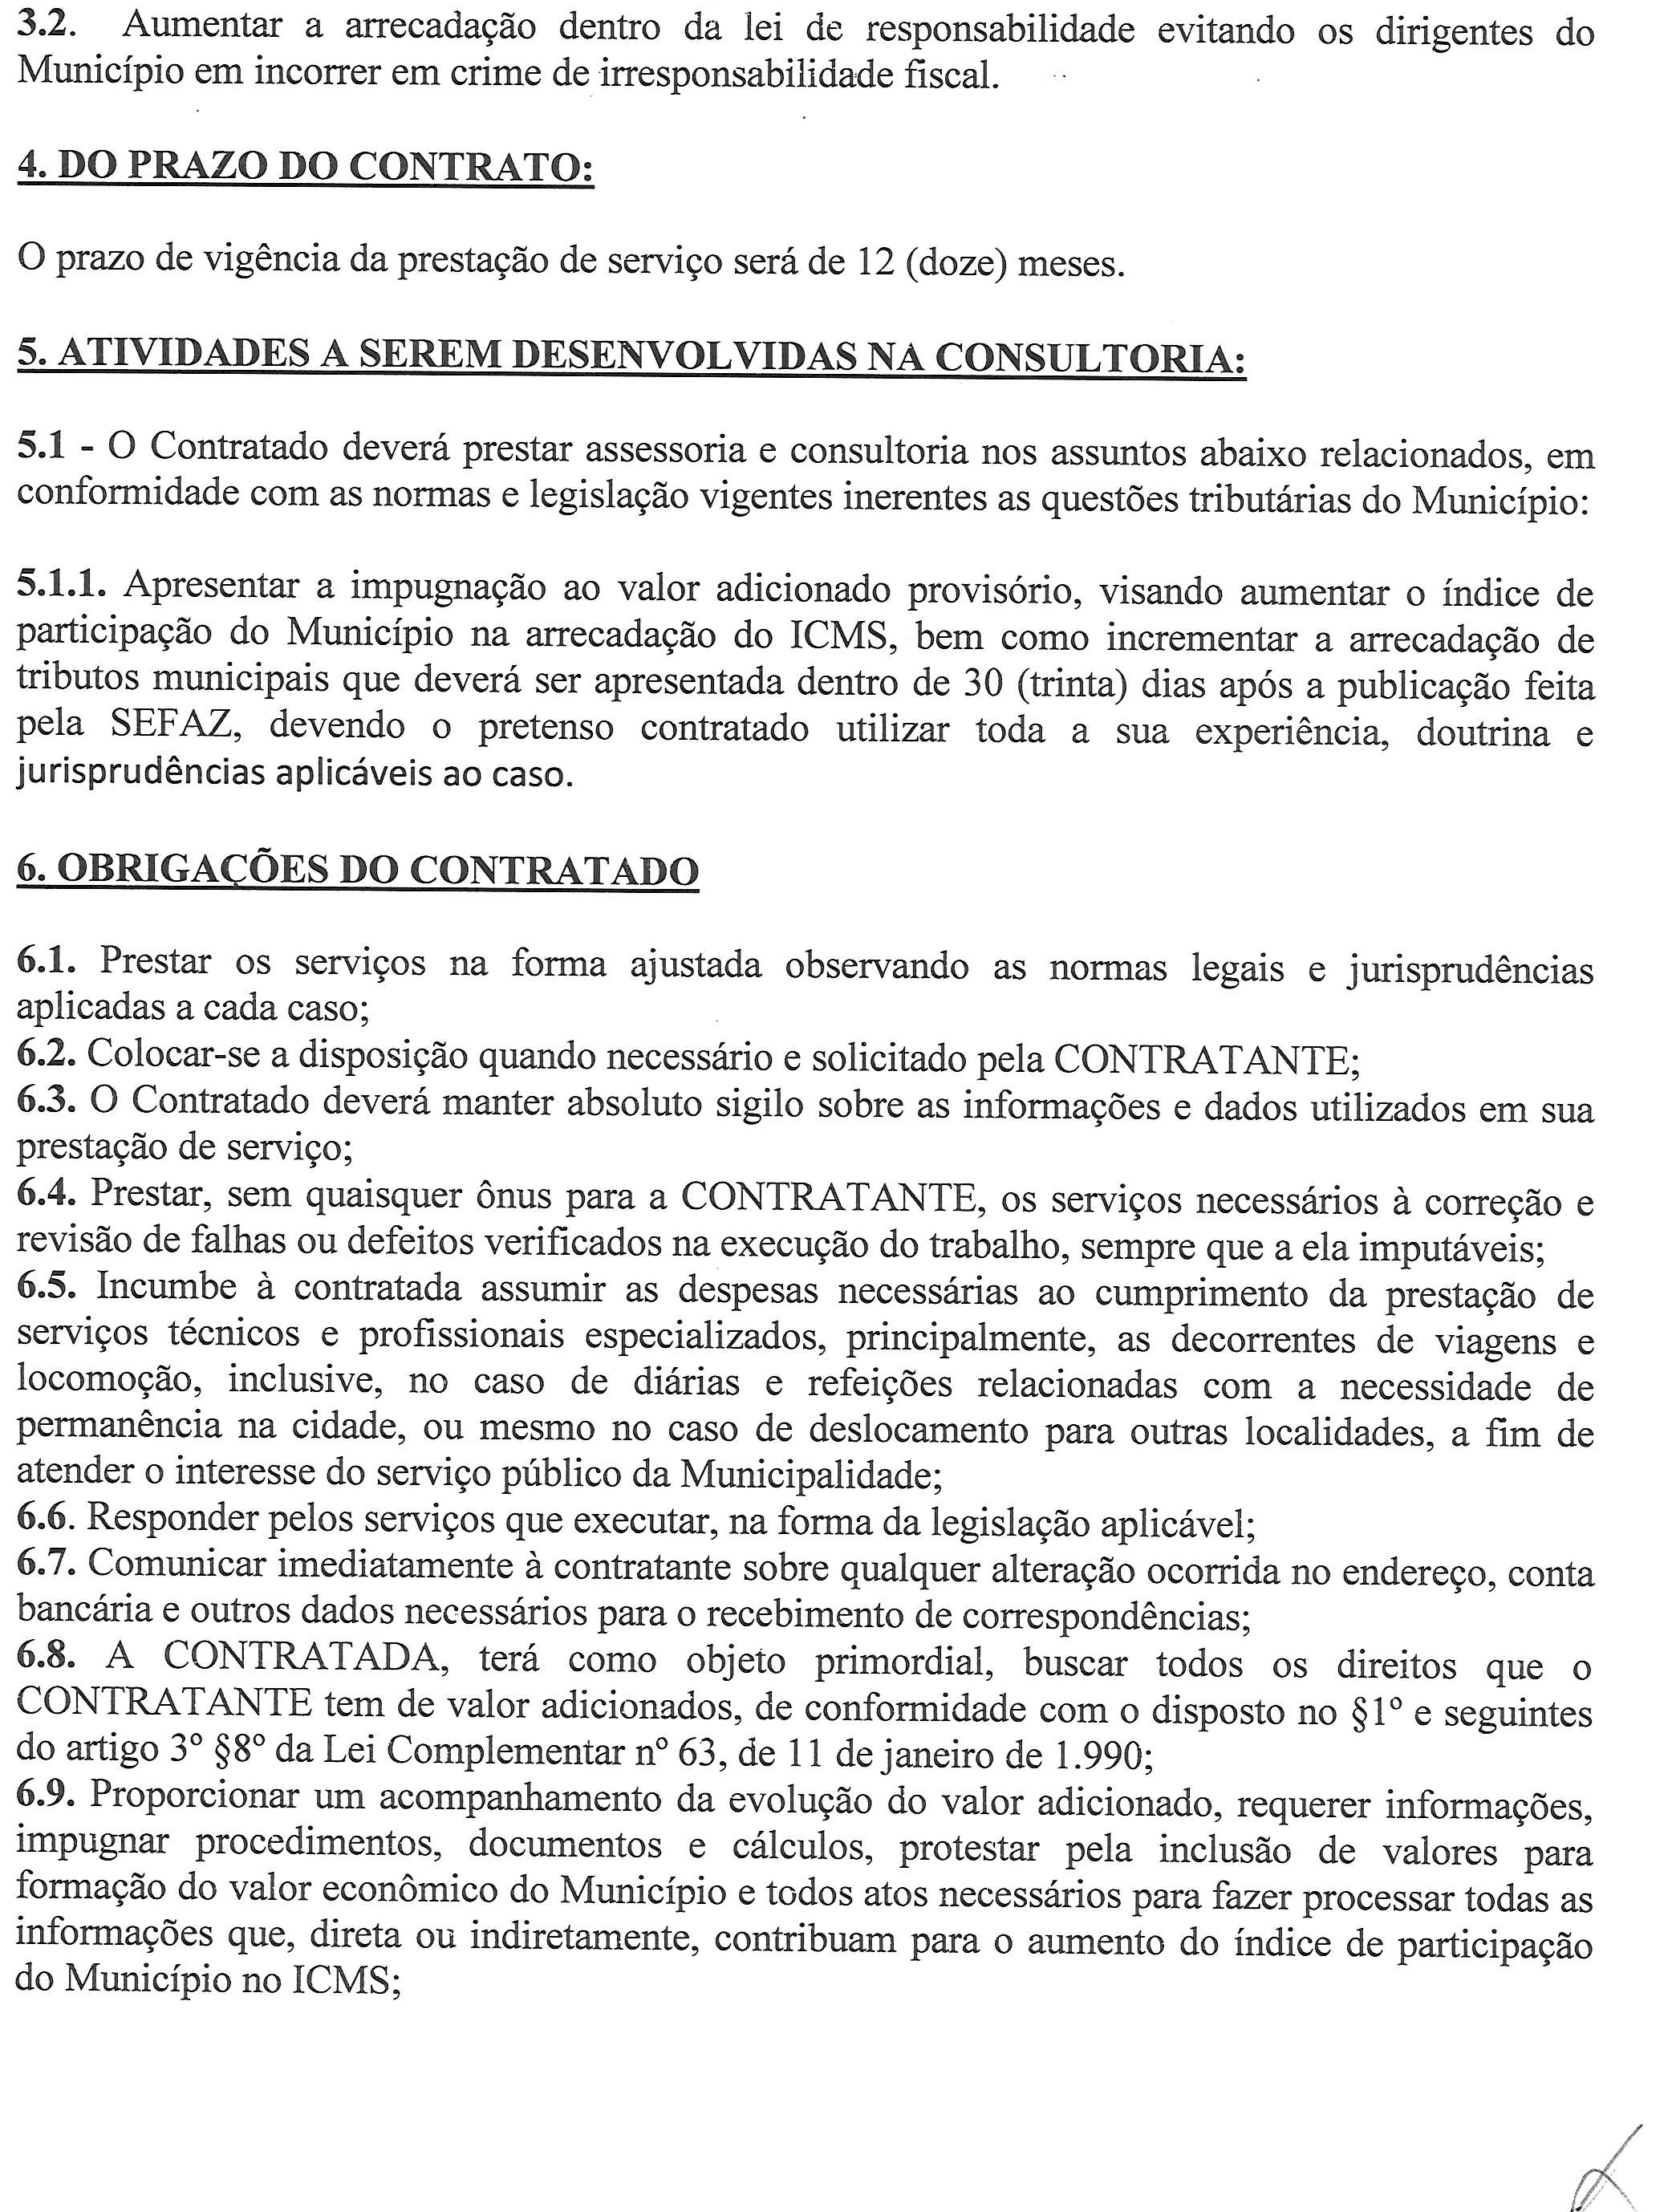 3.2. Aumentar a arrecadação dentro da lei de responsabilidade evitando os dirigentes do
Município em incorrer em crime de irresponsabilidade fiscal.
4. DO PRAZO DO CONTRATO:
O prazo de vigência da prestação de serviço será de 12 (doze) meses.
5. ATIVIDADES A SEREM DESENVOLVIDAS NA CONSULTORIA:
5.1 - O Contratado deverá prestar assessoria e consultoria nos assuntos abaixo relacionados, em
conformidade com as normas e legislação vigentes inerentes as questões tributárias do Município:
5.1.1. Apresentar a impugnação ao valor adicionado provisório, visando aumentar o índice de
participação do Município na arrecadação do ICMS, bem como incrementar a arrecadação de
tributos municipais que deverá ser apresentada dentro de 30 (trinta) dias após a publicação feita
pela SEFAZ, devendo o pretenso contratado utilizar toda a sua experiência, doutrina e
jurisprudências aplicáveis ao caso.
6. OBRIGAÇÕES DO CONTRATADO
6.1. Prestar os serviços na forma ajustada observando as normas legais e jurisprudências
aplicadas a cada caso;
6.2. Colocar-se a disposição quando necessário e solicitado pela CONTRATANTE;
6.3. O Contratado deverá manter absoluto sigilo sobre as informações e dados utilizados em sua
prestação de serviço;
6.4. Prestar, sem quaisquer ônus para a CONTRATANTE, os serviços necessários à correção e
revisão de falhas ou defeitos verificados na execução do trabalho, sempre que a ela imputáveis;
6.5. Incumbe à contratada assumir as despesas necessárias ao cumprimento da prestação de
serviços técnicos e profissionais especializados, principalmente, as decorrentes de viagens e
locomoção, inclusive, no caso de diárias e refeições relacionadas com a necessidade de
permanência na cidade, ou mesmo no caso de deslocamento para outras localidades, a fim de
atender o interesse do serviço público da Municipalidade;
6.6. Responder pelos serviços que executar, na forma da legislação aplicável;
6.7. Comunicar imediatamente à contratante sobre qualquer alteração ocorrida no endereço, conta
bancária e outros dados necessários para o recebimento de correspondências;
6.8. A CONTRATADA, terá como objeto primordial, buscar todos os direitos que o
CONTRATANTE tem de valor adicionados, de conformidade com o disposto no §1º e seguintes
do artigo 3º §8º da Lei Complementar nº 63, de 11 de janeiro de 1.990;
6.9. Proporcionar um acompanhamento da evolução do valor adicionado, requerer informações,
impugnar procedimentos, documentos e cálculos, protestar pela inclusão de valores para
formação do valor econômico do Município e todos atos necessários para fazer processar todas as
informações que, direta ou indiretamente, contribuam para o aumento do índice de participação
do Município no ICMS;